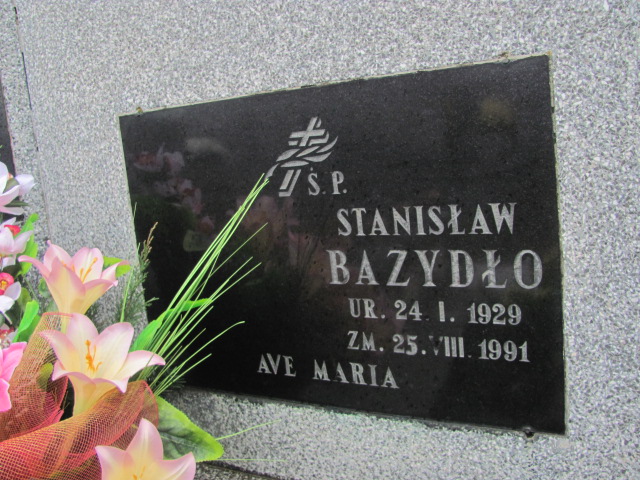 Ś.P.
STANISŁAW
BAZYDŁO
UR. 24. I. 1929
ZM. 25. VIII. 1991
AVE MARIA